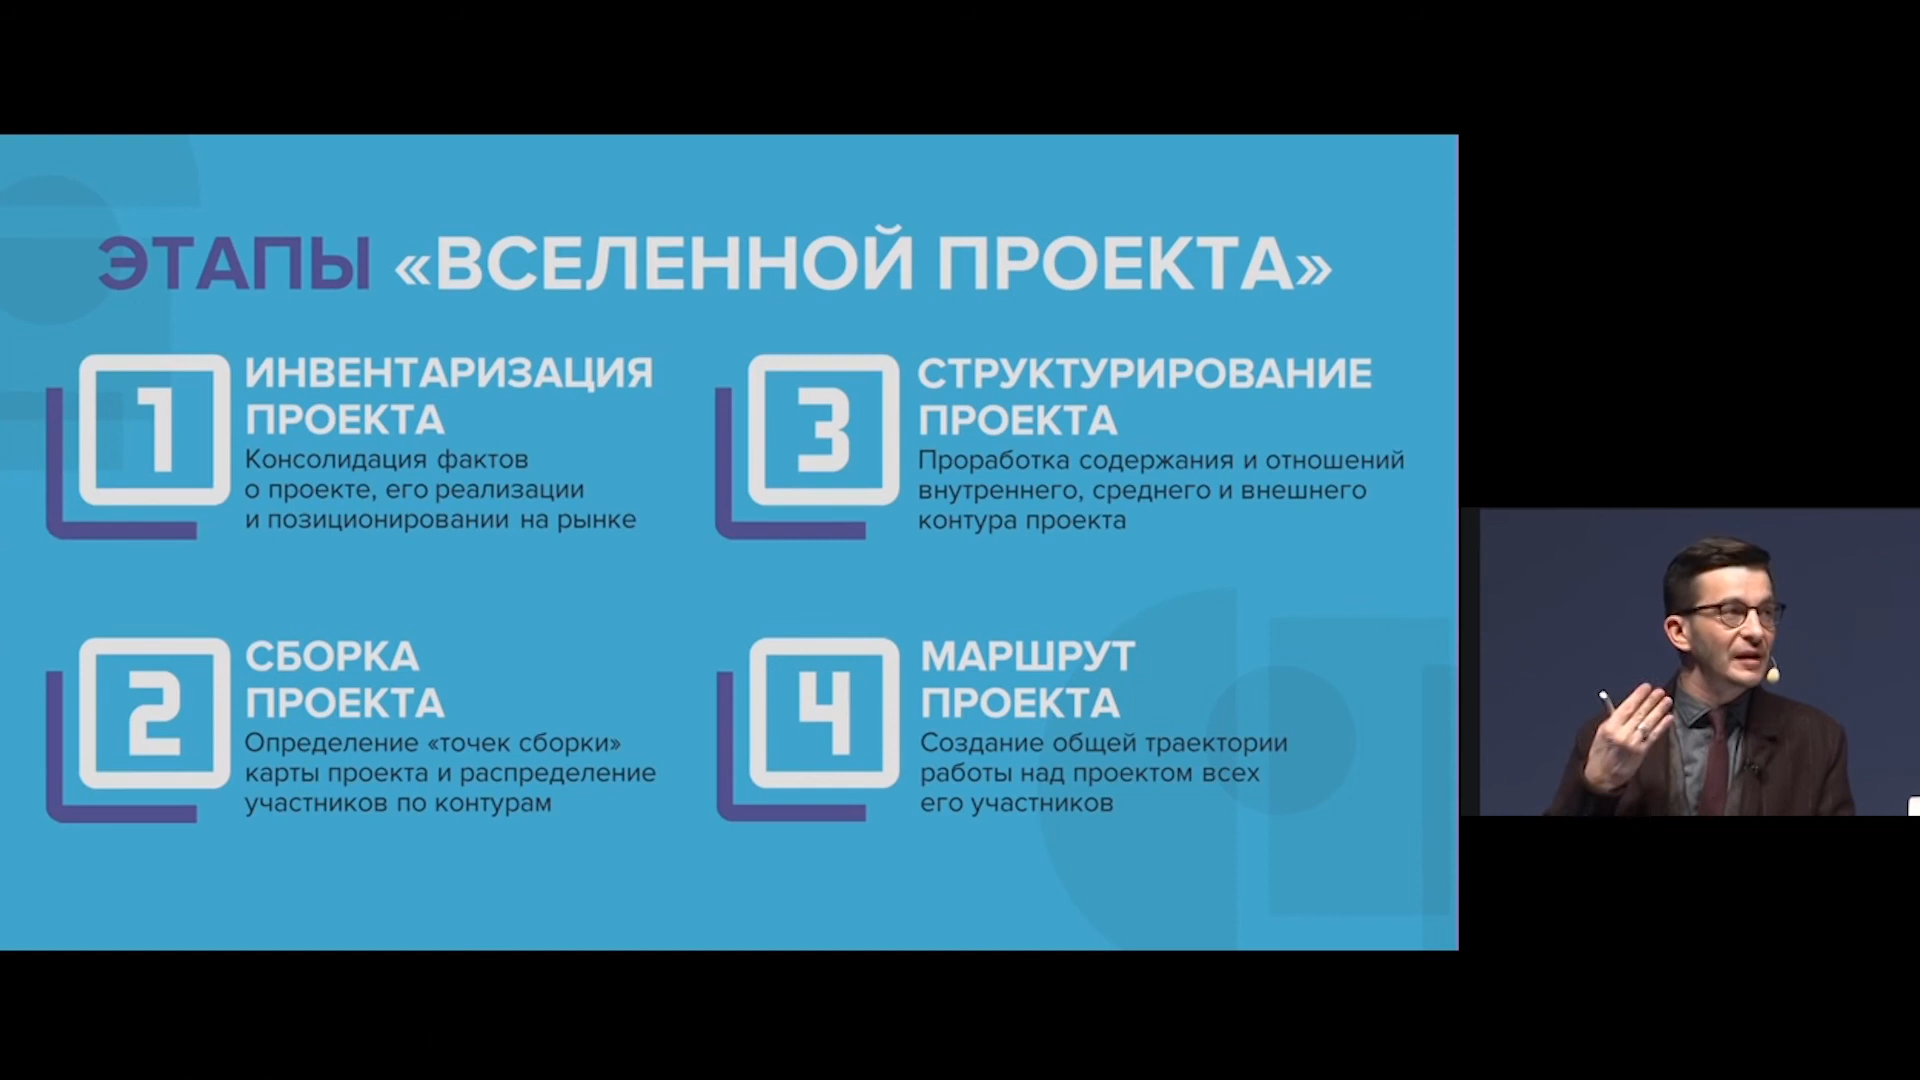 ЭТАПЫ «ВСЕЛЕННОЙ ПРОЕКТА»
1
ИНВЕНТАРИЗАЦИЯ
ПРОЕКТА
Консолидация фактов
о проекте, его реализации
и позиционировании на рынке
2
СБОРКА
ПРОЕКТА
Определение «точек сборки»
карты проекта и распределение
участников по контурам
3
СТРУКТУРИРОВАНИЕ
ПРОЕКТА
Проработка содержания и отношений
внутреннего, среднего и внешнего
контура проекта
4
МАРШРУТ
ПРОЕКТА
Создание общей траектории
работы над проектом всех
его участников